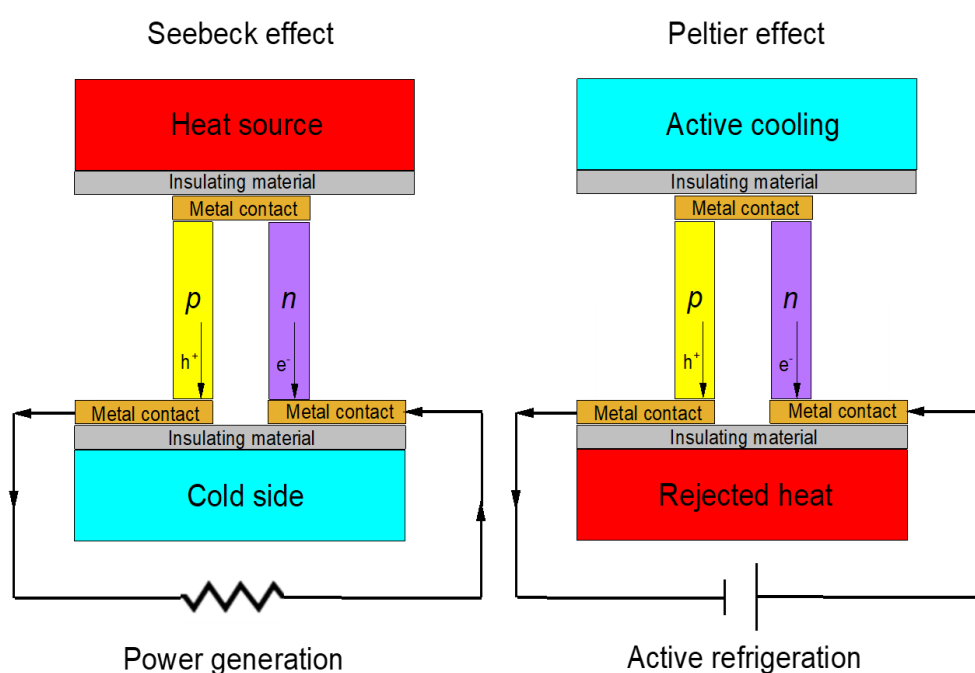 Seebeck effect
Peltier effect
Heat source
Active cooling
Insulating material
Insulating material
Metal contact
Metal contact
p
n
p
n
h⁺
e⁻
h⁺
e⁻
Metal contact
Metal contact
Metal contact
Metal contact
Insulating material
Insulating material
Cold side
Rejected heat
Power generation
Active refrigeration